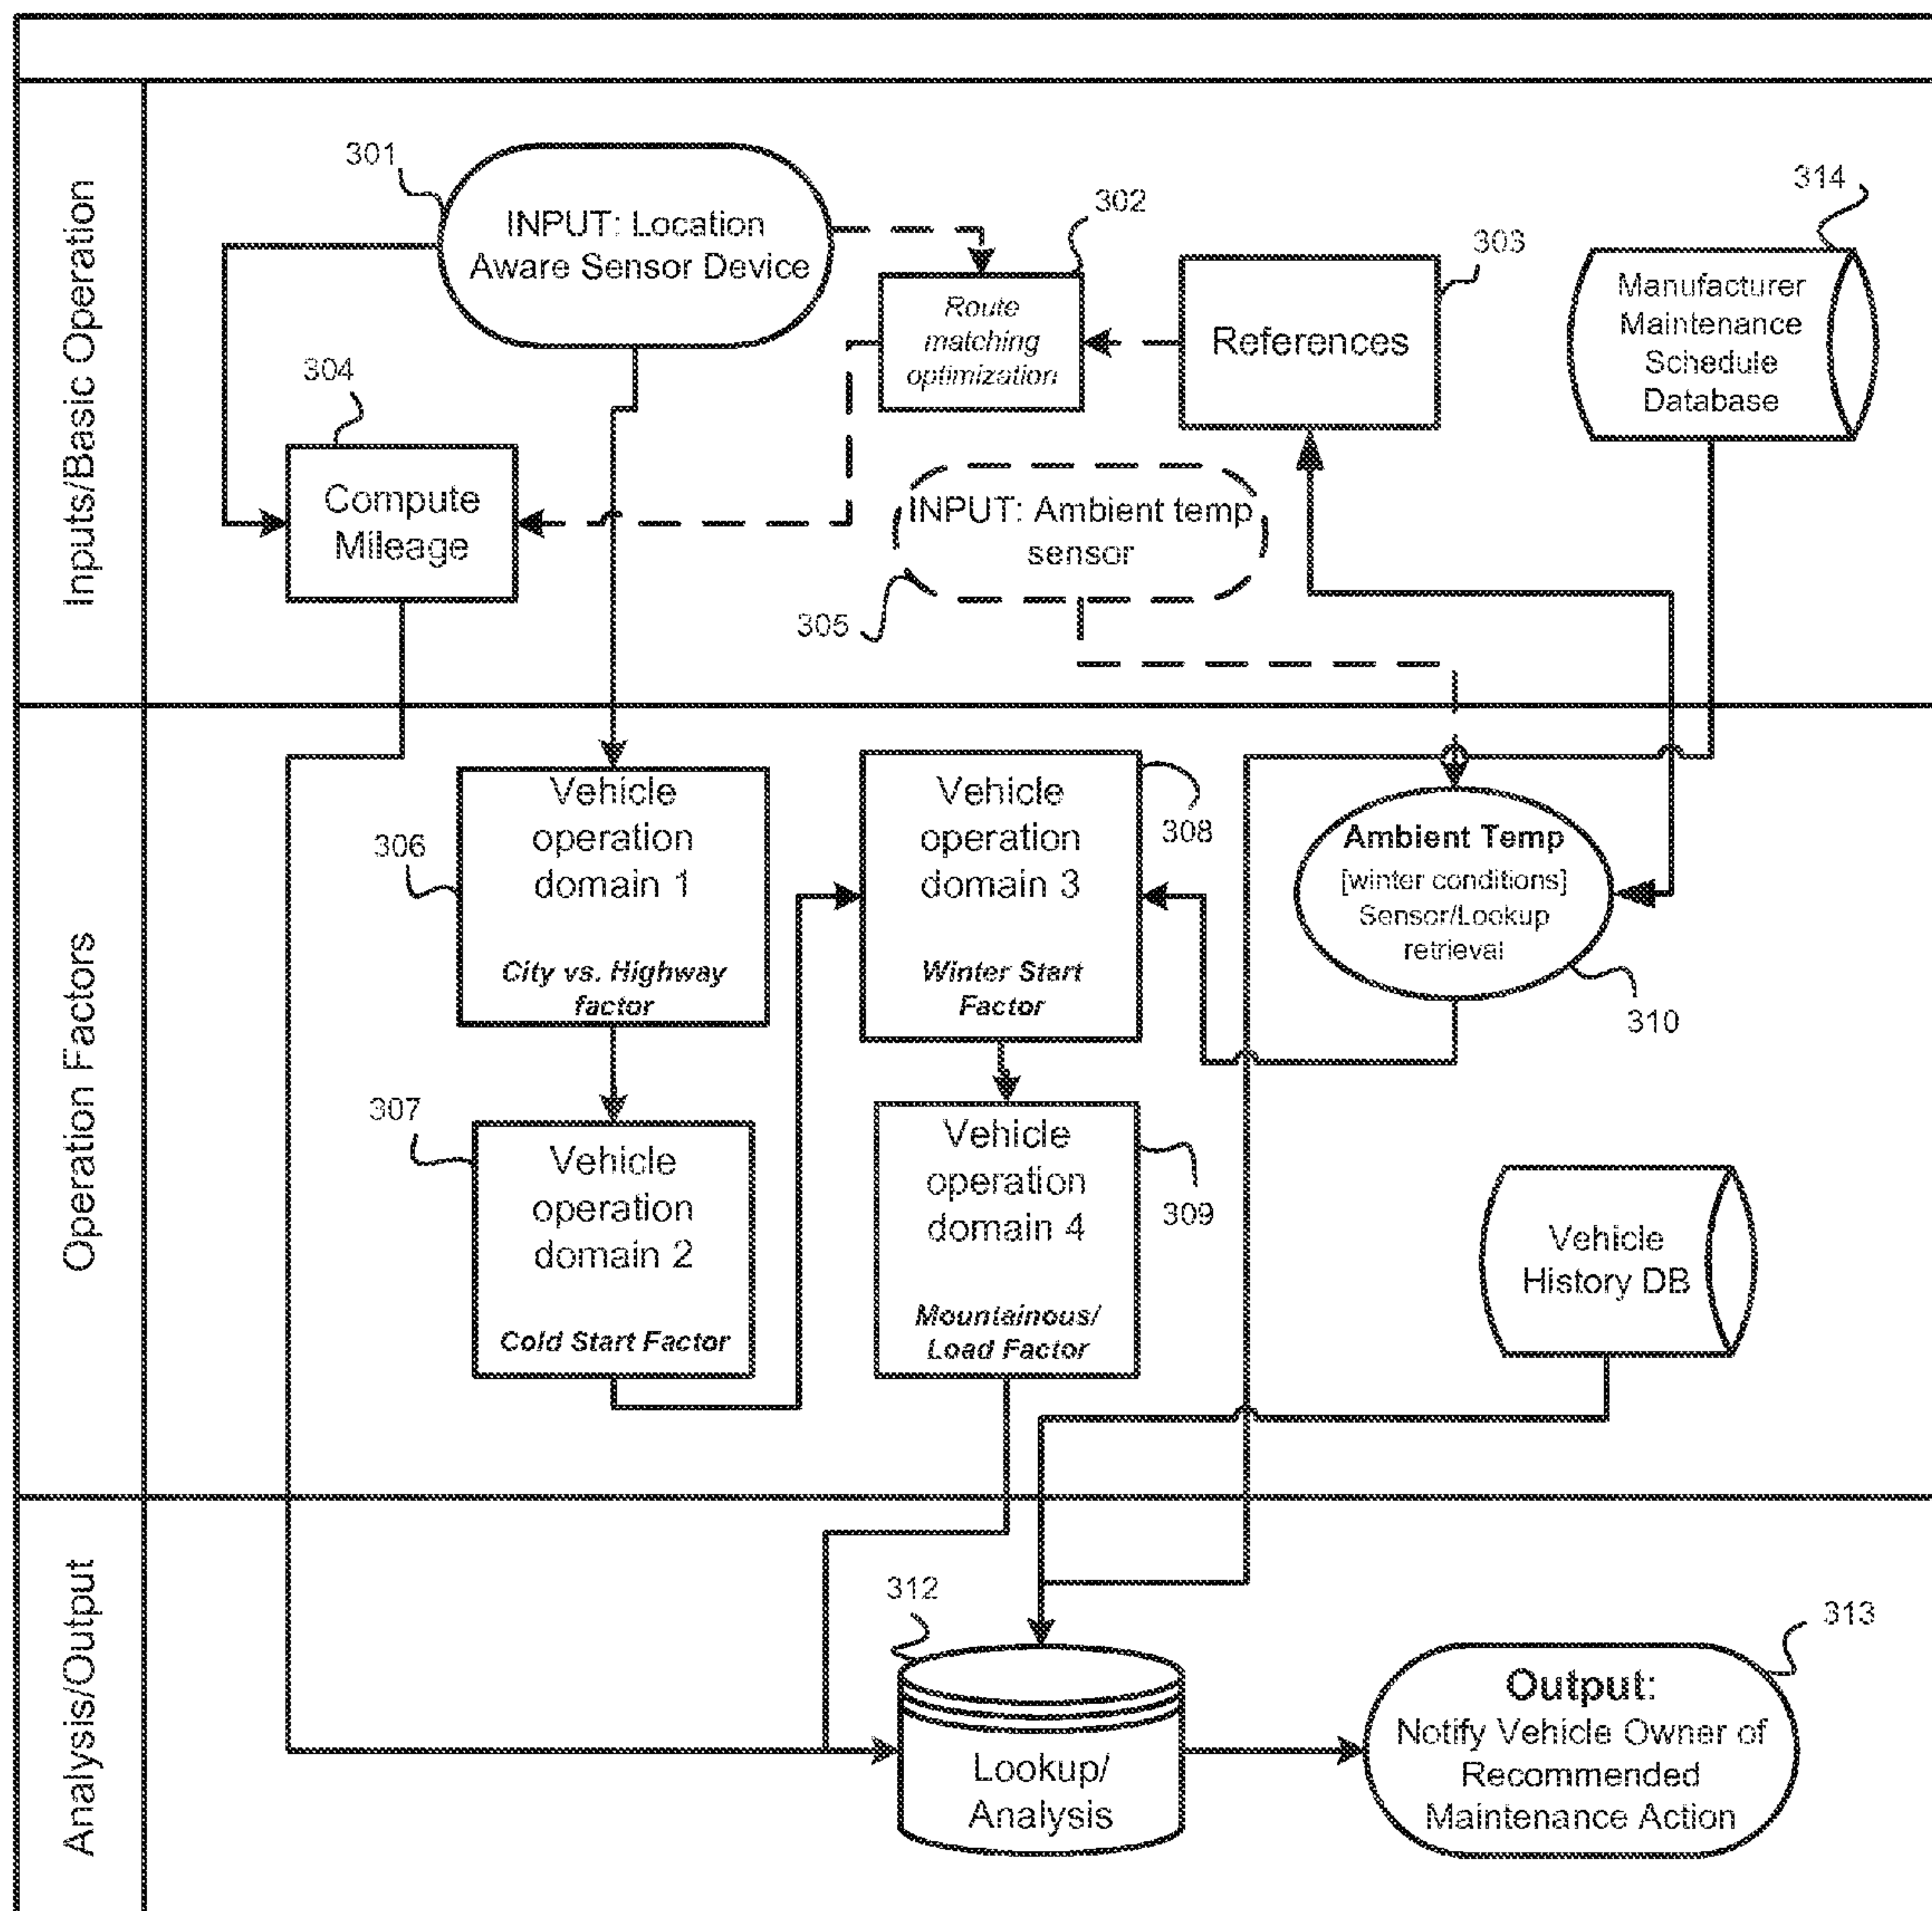 Inputs/Basic Operation
301
INPUT: Location
Aware Sensor Device
302
Route
matching
optimization
303
References
314
Manufacturer
Maintenance
Schedule
Database
304
Compute
Mileage
INPUT: Ambient temp
sensor
305
Operation Factors
306
Vehicle
operation
domain 1
City vs. Highway
factor
308
Vehicle
operation
domain 3
Winter Start
Factor
Ambient Temp
[winter conditions]
Sensor/Lookup
retrieval
310
307
Vehicle
operation
domain 2
Cold Start Factor
309
Vehicle
operation
domain 4
Mountainous/
Load Factor
Vehicle
History DB
Analysis/Output
312
Lookup/
Analysis
313
Output:
Notify Vehicle Owner of
Recommended
Maintenance Action